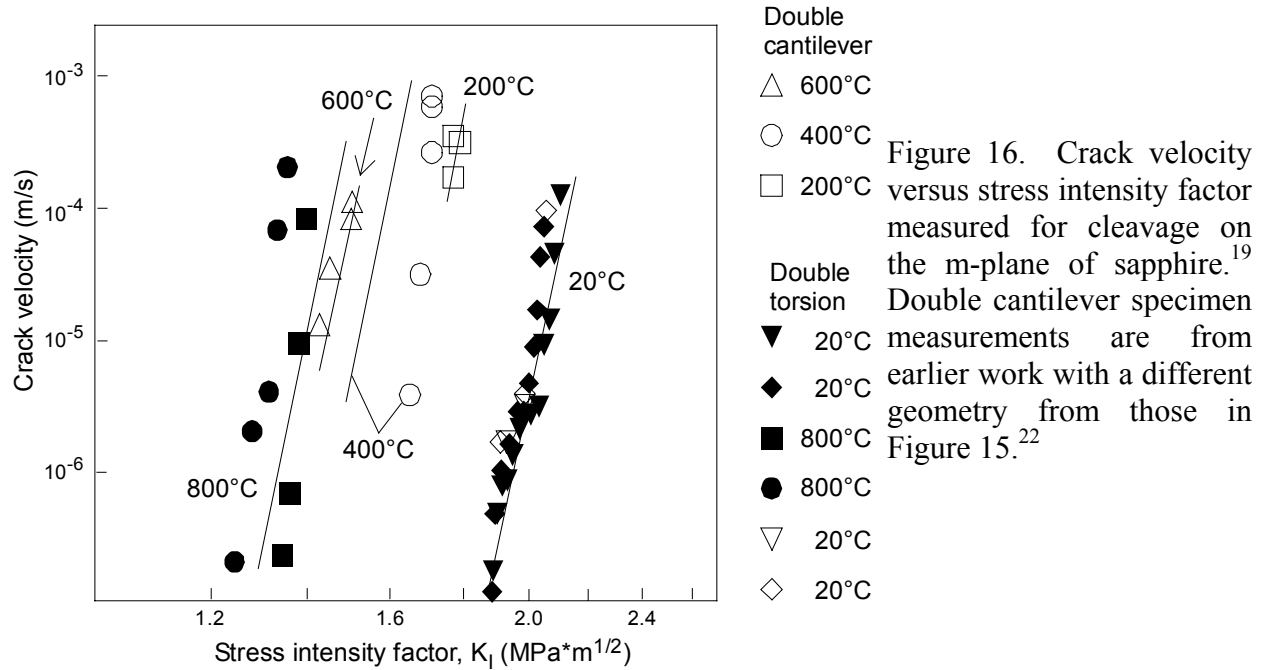 10⁻³
10⁻⁴
10⁻⁵
10⁻⁶
Crack velocity (m/s)
600°C
200°C
20°C
400°C
800°C
1.2
1.6
2.0
2.4
Stress intensity factor, K_I (MPa*m^1/2)
Double
cantilever
600°C
400°C
200°C
Double
torsion
20°C
20°C
800°C
800°C
20°C
20°C
Figure 16. Crack velocity
versus stress intensity factor
measured for cleavage on
the m-plane of sapphire.¹⁹
Double cantilever specimen
measurements are from
earlier work with a different
geometry from those in
Figure 15.²²